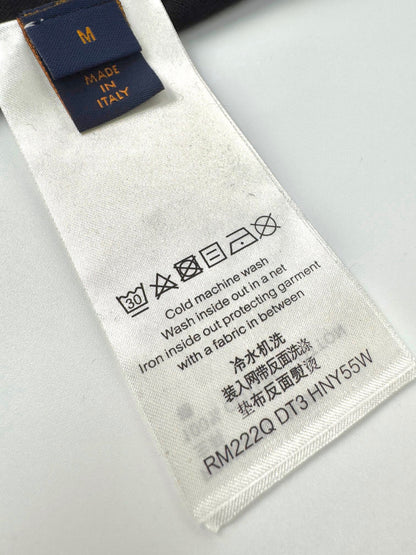 M
MADE IN
ITALY
30
Cold machine wash
Wash inside out in a net
Iron inside out protecting garment
with a fabric in between
冷水机洗
装入网带反面洗涤
垫布反面熨烫
RM222Q DT3 HNY55W